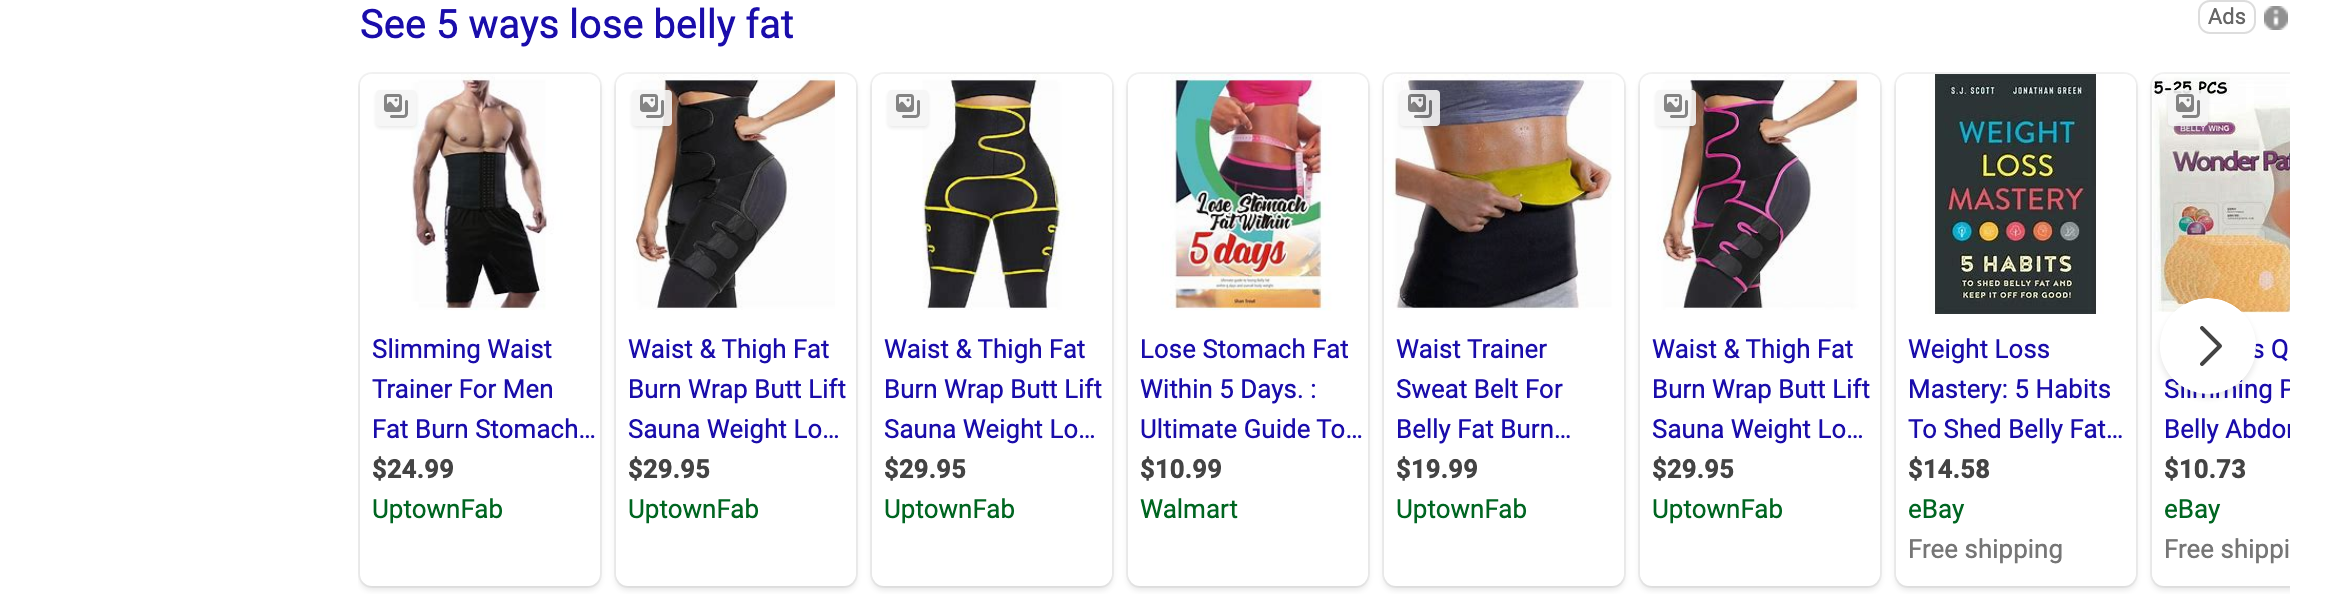 See 5 ways lose belly fat
Ads
S.J. SCOTT JONATHAN GREEN
WEIGHT
LOSS
MASTERY
5 HABITS
TO SHED BELLY FAT AND
KEEP IT OFF FOR GOOD!
Lose Stomach
Fat Within
5 days
5-25 PCS
BELLY WING
Wonder Pa
Slimming Waist
Trainer For Men
Fat Burn Stomach...
$24.99
UptownFab
Waist & Thigh Fat
Burn Wrap Butt Lift
Sauna Weight Lo...
$29.95
UptownFab
Waist & Thigh Fat
Burn Wrap Butt Lift
Sauna Weight Lo...
$29.95
UptownFab
Lose Stomach Fat
Within 5 Days. :
Ultimate Guide To...
$10.99
Walmart
Waist Trainer
Sweat Belt For
Belly Fat Burn...
$19.99
UptownFab
Waist & Thigh Fat
Burn Wrap Butt Lift
Sauna Weight Lo...
$29.95
UptownFab
Weight Loss
Mastery: 5 Habits
To Shed Belly Fat...
$14.58
eBay
Free shipping
s Q
Slimming P
Belly Abdo
$10.73
eBay
Free shippi